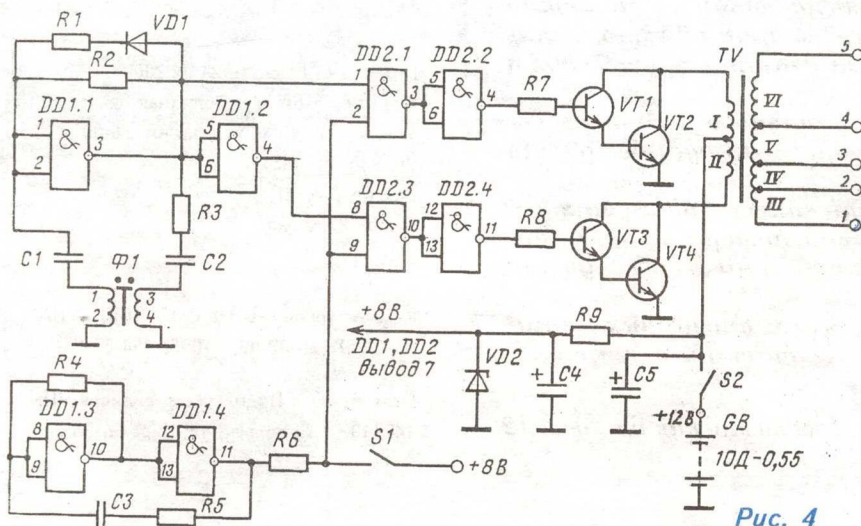 R1
VD1
R2
DD1.1
1
2
&
3
DD1.2
5
6
&
4
R3
C1
Ф1
C2
1
2
3
4
R4
DD1.3
8
9
&
10
DD1.4
12
13
&
11
C3
R5
R6
S1
+8 В
DD2.1
1
2
&
3
DD2.2
5
6
&
4
R7
VT1
VT2
DD2.3
8
9
&
10
DD2.4
12
13
&
11
R8
VT3
VT4
TV
I
II
VI
V
IV
III
5
4
3
2
1
+8 В
DD1, DD2
Вывод 7
VD2
R9
C4
+
C5
+
S2
+12 В
GB
10Д-0,55
Рис. 4